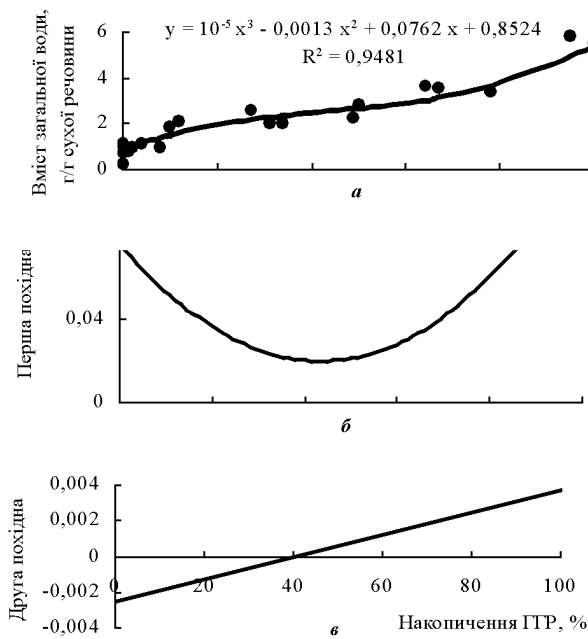 y = 10⁻⁵ x³ - 0,0013 x² + 0,0762 x + 0,8524
R² = 0,9481
Вміст загальної води,
г/г сухої речовини
6
4
2
0
а
Перша похідна
0,04
0
б
Друга похідна
0,004
0,002
0
-0,002
-0,004
0
20
40
60
80
100
Накопичення ГТР, %
в